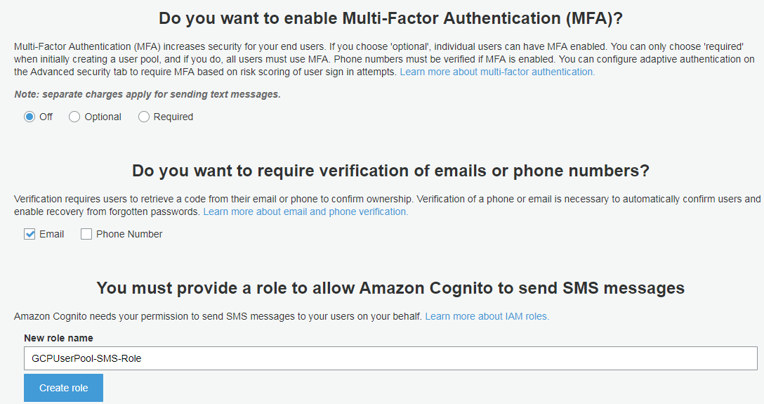 Do you want to enable Multi-Factor Authentication (MFA)?
Multi-Factor Authentication (MFA) increases security for your end users. If you choose 'optional', individual users can have MFA enabled. You can only choose 'required'
when initially creating a user pool, and if you do, all users must use MFA. Phone numbers must be verified if MFA is enabled. You can configure adaptive authentication on
the Advanced security tab to require MFA based on risk scoring of user sign in attempts. Learn more about multi-factor authentication.
Note: separate charges apply for sending text messages.
Off Optional Required
Do you want to require verification of emails or phone numbers?
Verification requires users to retrieve a code from their email or phone to confirm ownership. Verification of a phone or email is necessary to automatically confirm users and
enable recovery from forgotten passwords. Learn more about email and phone verification.
Email Phone Number
You must provide a role to allow Amazon Cognito to send SMS messages
Amazon Cognito needs your permission to send SMS messages to your users on your behalf. Learn more about IAM roles.
New role name
GCPUserPool-SMS-Role
Create role